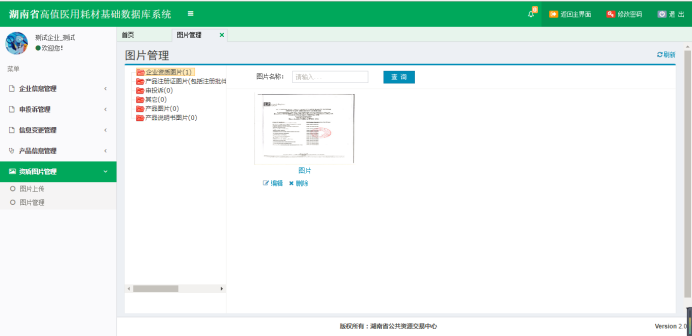 湖南省高值医用耗材基础数据库系统
返回主界面 修改密码 退 出
测试企业_测试
欢迎您！
菜单
企业信息管理
申投诉管理
信息变更管理
产品信息管理
资质图片管理
图片上传
图片管理
首页 图片管理
图片管理
刷新
企业资质图片(1)
产品注册证图片(包括注册批件
申投诉(0)
其它(0)
产品图片(0)
产品说明书图片(0)
图片名称： 请输入 查 询
图片
编辑 删除
版权所有：湖南省公共资源交易中心 Version 2.0